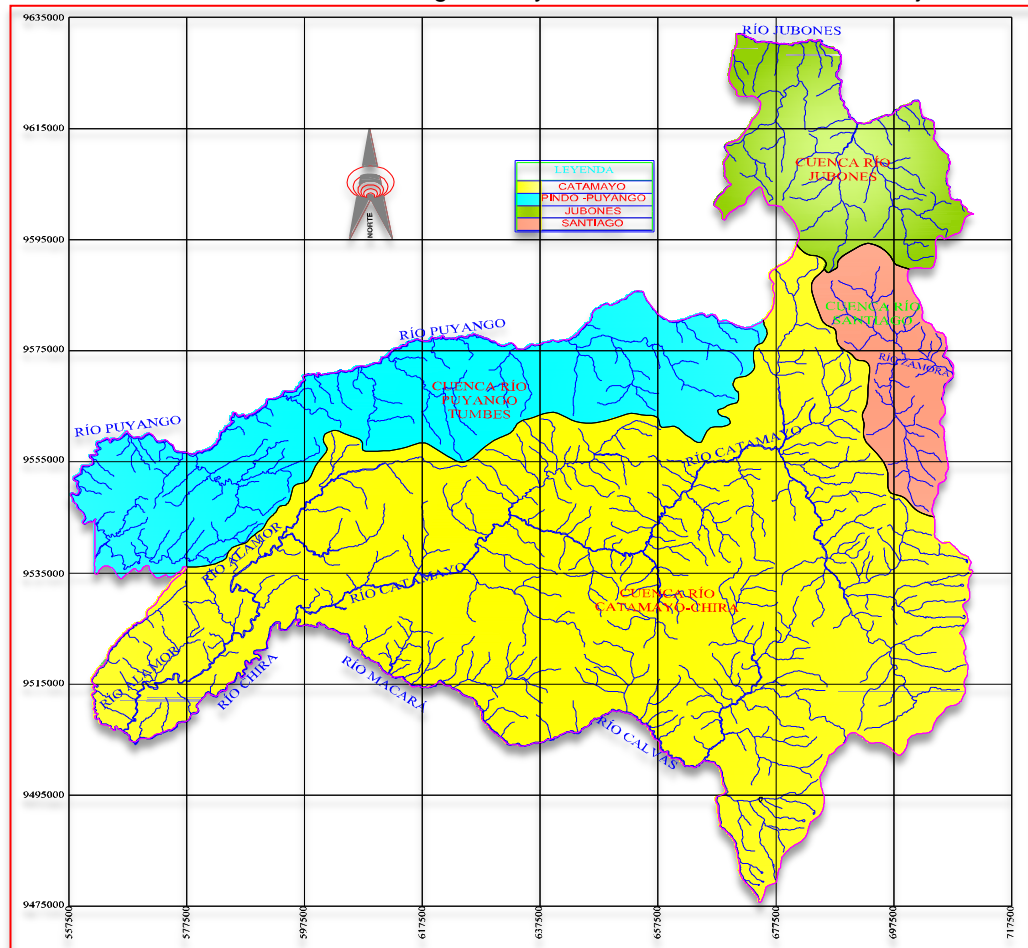 9635000
RÍO JUBONES
9615000
CUENCA RÍO
JUBONES
LEYENDA
CATAMAYO
PINDO -PUYANGO
JUBONES
SANTIAGO
NORTE
9595000
CUENCA RÍO
SANTIAGO
RÍO PUYANGO
9575000
RÍO ZAMORA
CUENCA RÍO
PUYANGO
TUMBES
RÍO PUYANGO
RÍO CATAMAYO
9555000
RÍO ALAMOR
9535000
RÍO CATAMAYO
CUENCA RÍO
CATAMAYO-CHIRA
RÍO ALAMOR
RÍO CHIRA
RÍO MACARÁ
9515000
RÍO CALVAS
9495000
9475000
557500
577500
597500
617500
637500
657500
677500
697500
717500